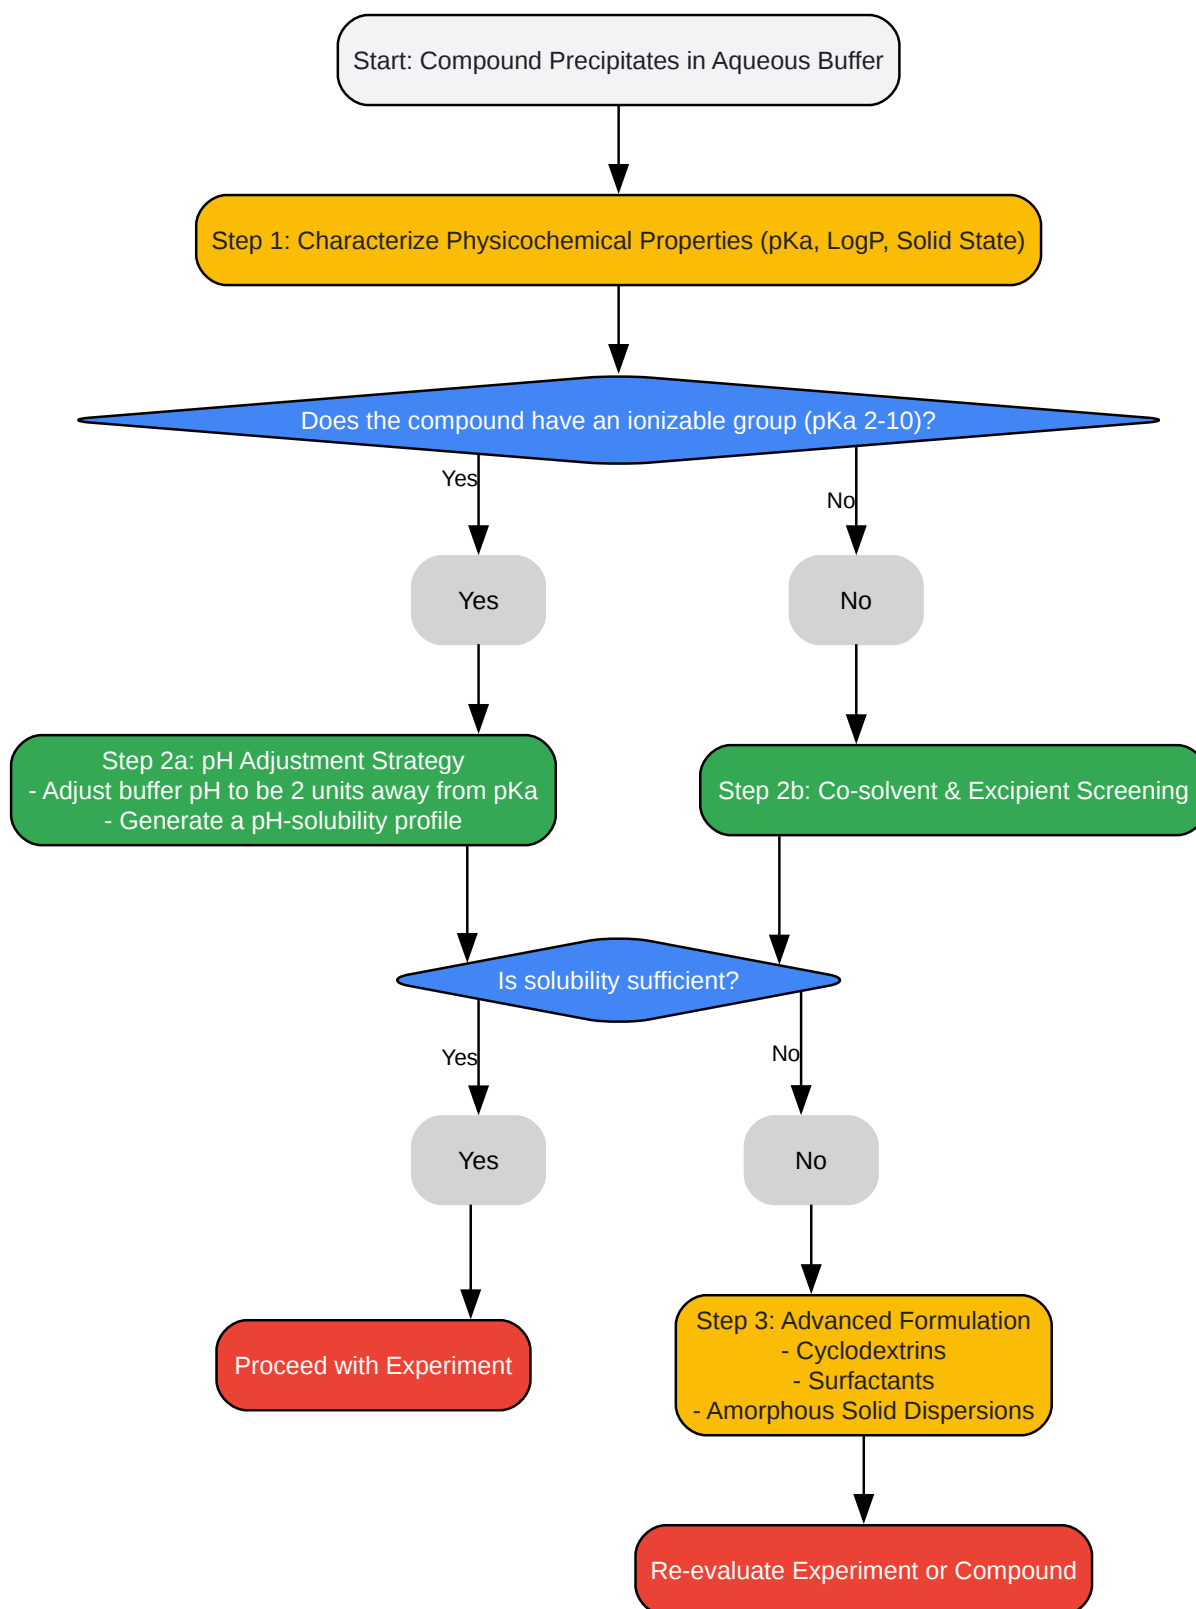 Start: Compound Precipitates in Aqueous Buffer
Step 1: Characterize Physicochemical Properties (pKa, LogP, Solid State)
Does the compound have an ionizable group (pKa 2-10)?
Yes
No
Yes
No
Step 2a: pH Adjustment Strategy
- Adjust buffer pH to be 2 units away from pKa
- Generate a pH-solubility profile
Step 2b: Co-solvent & Excipient Screening
Is solubility sufficient?
Yes
No
Yes
No
Proceed with Experiment
Step 3: Advanced Formulation
- Cyclodextrins
- Surfactants
- Amorphous Solid Dispersions
Re-evaluate Experiment or Compound